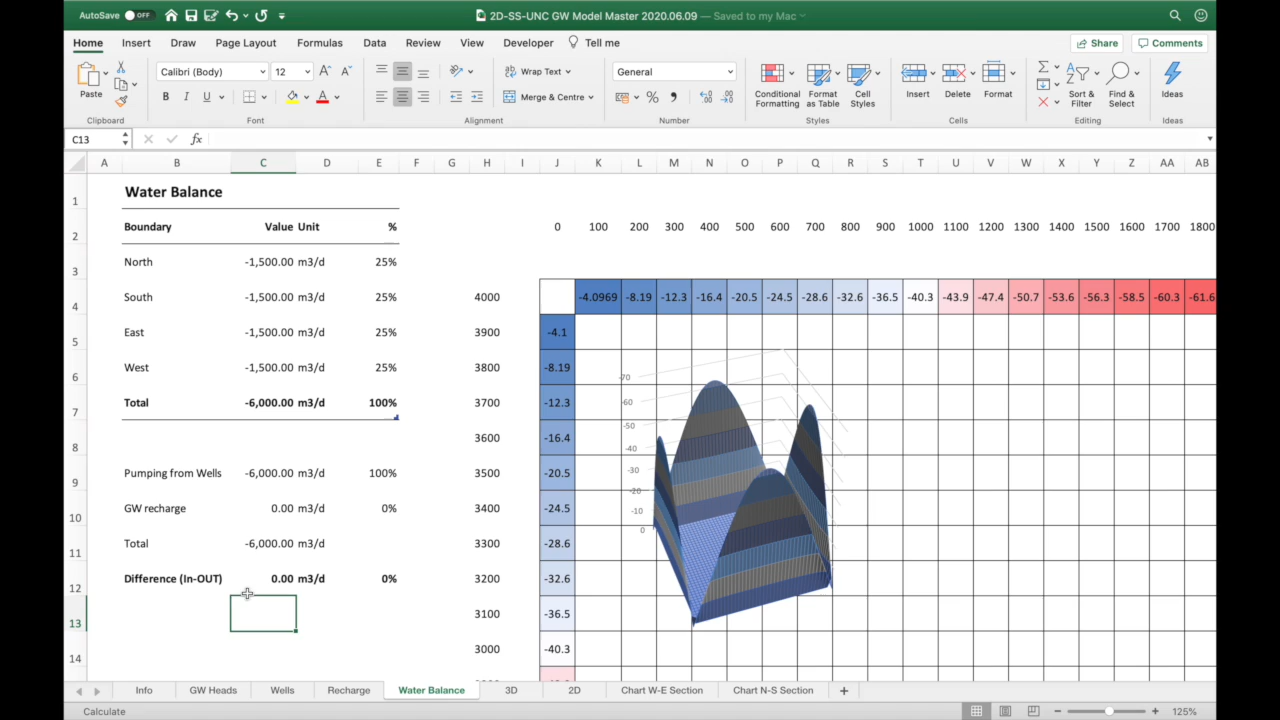 AutoSave OFF 2D-SS-UNC GW Model Master 2020.06.09 — Saved to my Mac
Home Insert Draw Page Layout Formulas Data Review View Developer Tell me Share Comments
Paste Calibri (Body) 12 Wrap Text General Conditional Formatting Format as Table Cell Styles Insert Delete Format Sort & Filter Find & Select Ideas
B I U A Merge & Centre %
Clipboard Font Alignment Number Styles Cells Editing Ideas
C13 fx
A B C D E F G H I J K L M N O P Q R S T U V W X Y Z AA AB
1 Water Balance
2 Boundary Value Unit % 0 100 200 300 400 500 600 700 800 900 1000 1100 1200 1300 1400 1500 1600 1700 1800
3 North -1,500.00 m3/d 25%
4 South -1,500.00 m3/d 25% 4000 -4.0969 -8.19 -12.3 -16.4 -20.5 -24.5 -28.6 -32.6 -36.5 -40.3 -43.9 -47.4 -50.7 -53.6 -56.3 -58.5 -60.3 -61.6
5 East -1,500.00 m3/d 25% 3900 -4.1
6 West -1,500.00 m3/d 25% 3800 -8.19
7 Total -6,000.00 m3/d 100% 3700 -12.3
8 3600 -16.4
9 Pumping from Wells -6,000.00 m3/d 100% 3500 -20.5
10 GW recharge 0.00 m3/d 0% 3400 -24.5
11 Total -6,000.00 m3/d 3300 -28.6
12 Difference (In-OUT) 0.00 m3/d 0% 3200 -32.6
13 3100 -36.5
14 3000 -40.3
-70
-60
-50
-40
-30
-20
-10
0
Info GW Heads Wells Recharge Water Balance 3D 2D Chart W-E Section Chart N-S Section
Calculate 125%